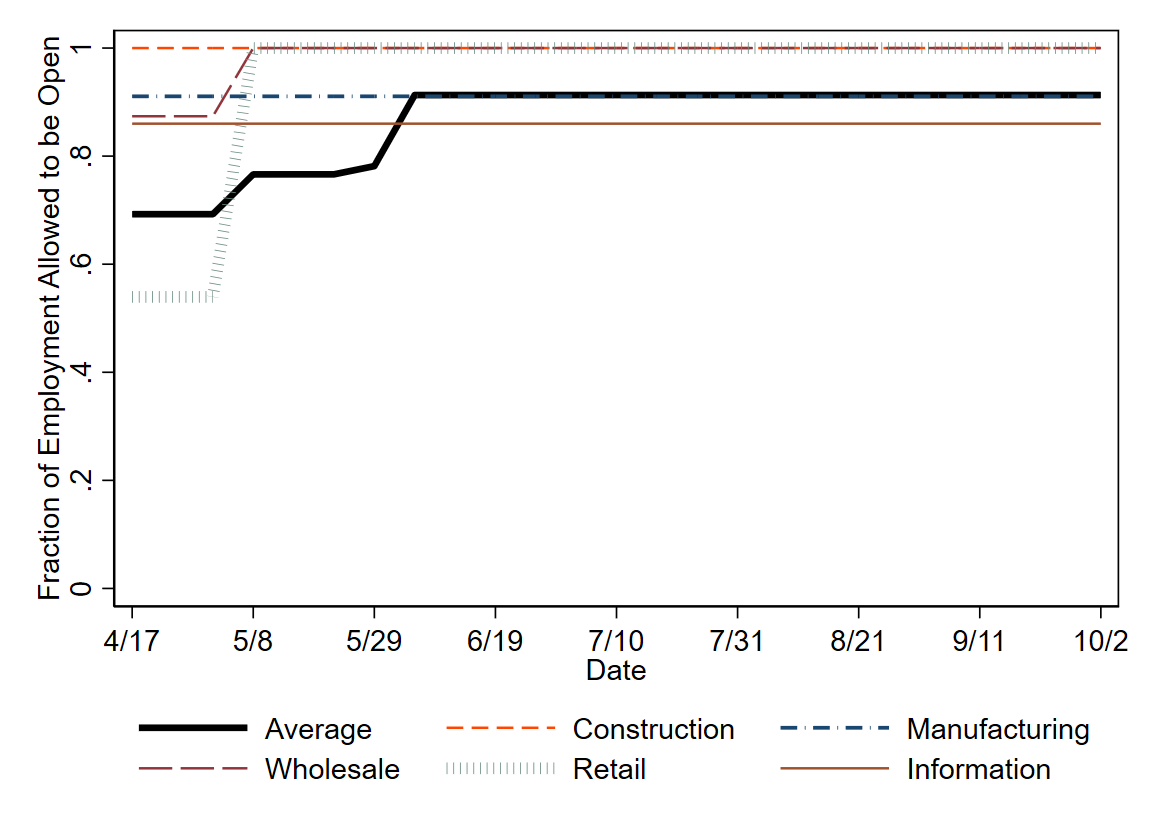 Fraction of Employment Allowed to be Open
1
.8
.6
.4
.2
0
4/17 5/8 5/29 6/19 7/10 7/31 8/21 9/11 10/2
Date
Average Construction Manufacturing
Wholesale Retail Information